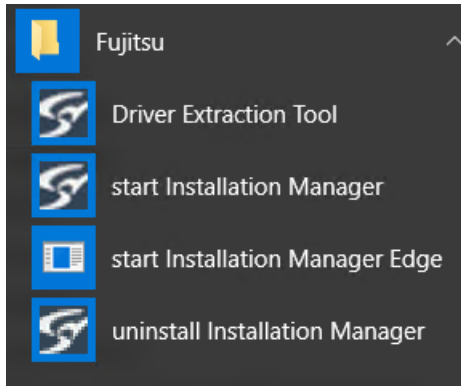 Fujitsu
Driver Extraction Tool
start Installation Manager
start Installation Manager Edge
uninstall Installation Manager